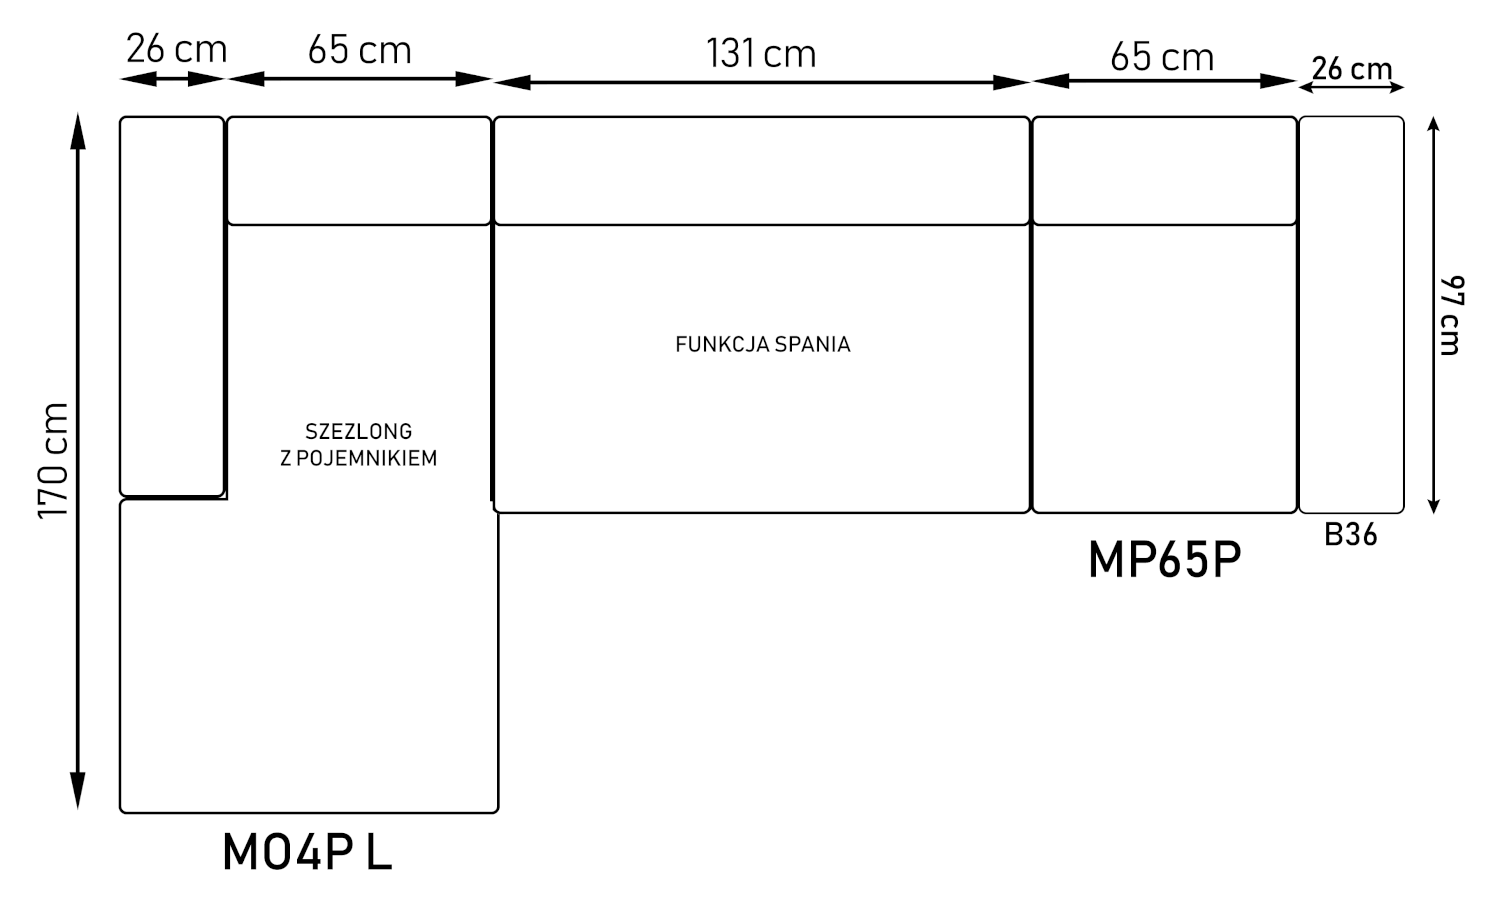 26 cm
65 cm
131 cm
65 cm
26 cm
170 cm
97 cm
FUNKCJA SPANIA
SZEZLONG
Z POJEMNIKIEM
B36
MP65P
MO4P L